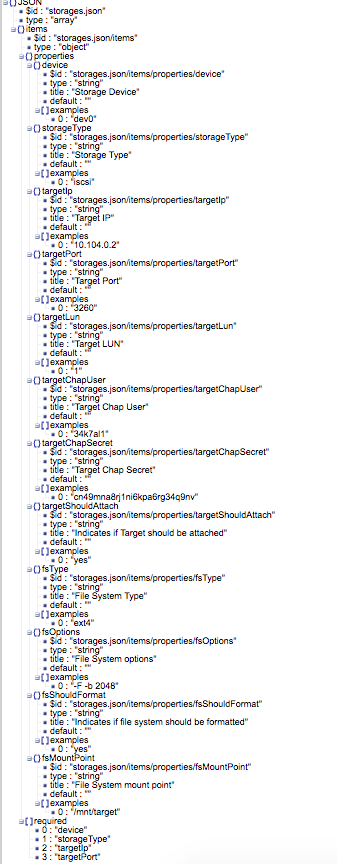 {}JSON
$id : "storages.json"
type : "array"
{}items
$id : "storages.json/items"
type : "object"
{}properties
{}device
$id : "storages.json/items/properties/device"
type : "string"
title : "Storage Device"
default : ""
[]examples
0 : "dev0"
{}storageType
$id : "storages.json/items/properties/storageType"
type : "string"
title : "Storage Type"
default : ""
[]examples
0 : "iscsi"
{}targetIp
$id : "storages.json/items/properties/targetIp"
type : "string"
title : "Target IP"
default : ""
[]examples
0 : "10.104.0.2"
{}targetPort
$id : "storages.json/items/properties/targetPort"
type : "string"
title : "Target Port"
default : ""
[]examples
0 : "3260"
{}targetLun
$id : "storages.json/items/properties/targetLun"
type : "string"
title : "Target LUN"
default : ""
[]examples
0 : "1"
{}targetChapUser
$id : "storages.json/items/properties/targetChapUser"
type : "string"
title : "Target Chap User"
default : ""
[]examples
0 : "34k7al1"
{}targetChapSecret
$id : "storages.json/items/properties/targetChapSecret"
type : "string"
title : "Target Chap Secret"
default : ""
[]examples
0 : "cn49mna8rj1ni6kpa6rg34q9nv"
{}targetShouldAttach
$id : "storages.json/items/properties/targetShouldAttach"
type : "string"
title : "Indicates if Target should be attached"
default : ""
[]examples
0 : "yes"
{}fsType
$id : "storages.json/items/properties/fsType"
type : "string"
title : "File System Type"
default : ""
[]examples
0 : "ext4"
{}fsOptions
$id : "storages.json/items/properties/fsOptions"
type : "string"
title : "File System options"
default : ""
[]examples
0 : "-F -b 2048"
{}fsShouldFormat
$id : "storages.json/items/properties/fsShouldFormat"
type : "string"
title : "Indicates if file system should be formatted"
default : ""
[]examples
0 : "yes"
{}fsMountPoint
$id : "storages.json/items/properties/fsMountPoint"
type : "string"
title : "File System mount point"
default : ""
[]examples
0 : "/mnt/target"
[]required
0 : "device"
1 : "storageType"
2 : "targetIp"
3 : "targetPort"